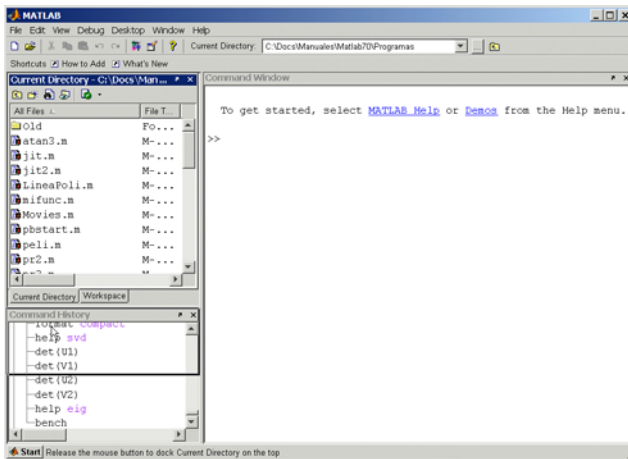 MATLAB
File Edit View Debug Desktop Window Help
Current Directory: C:\Docs\Manuales\Matlab70\Programas
Shortcuts How to Add What's New
Current Directory - C:\Docs\Man...
All Files File T...
Old Fo...
atan3.m M-...
jit.m M-...
jit2.m M-...
LineaPoli.m M-...
mifunc.m M-...
Movies.m M-...
pbstart.m M-...
peli.m M-...
pr2.m M-...
Current Directory Workspace
Command History
format compact
help svd
det(U1)
det(V1)
det(U2)
det(V2)
help eig
bench
Command Window
To get started, select MATLAB Help or Demos from the Help menu.
>>
Start Release the mouse button to dock Current Directory on the top